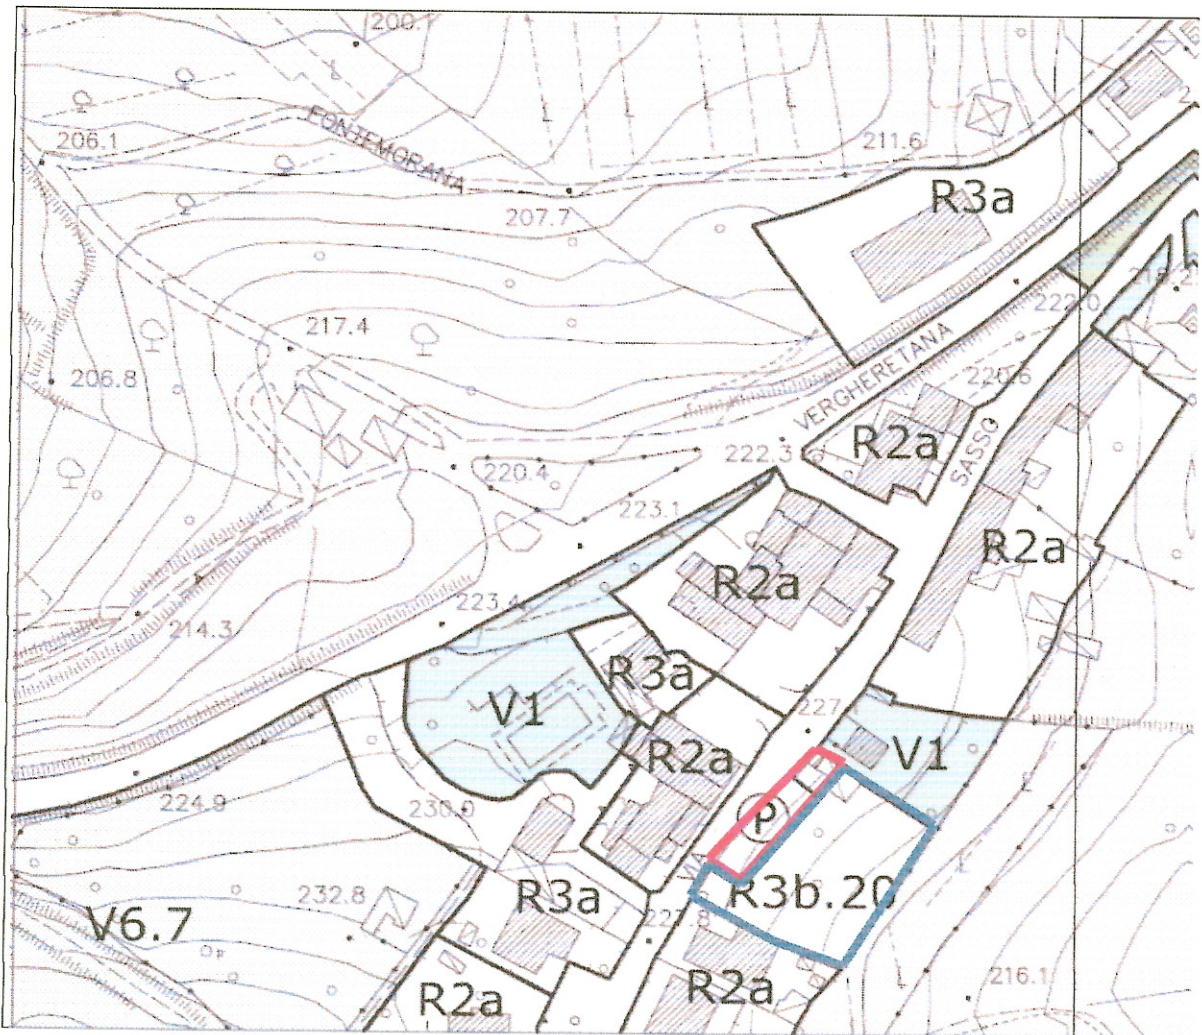 200.
FONTEMORANA
206.1
211.6
R3a
207.7
222.0
217.4
VERGHERETANA
206.8
220.6
R2a
222.3
SASSO
220.4
223.1
R2a
R2a
223.4
214.3
R3a
V1
227
R2a
V1
224.9
230.0
P
R3b.20
232.8
R3a
V6.7
R2a
R2a
216.1